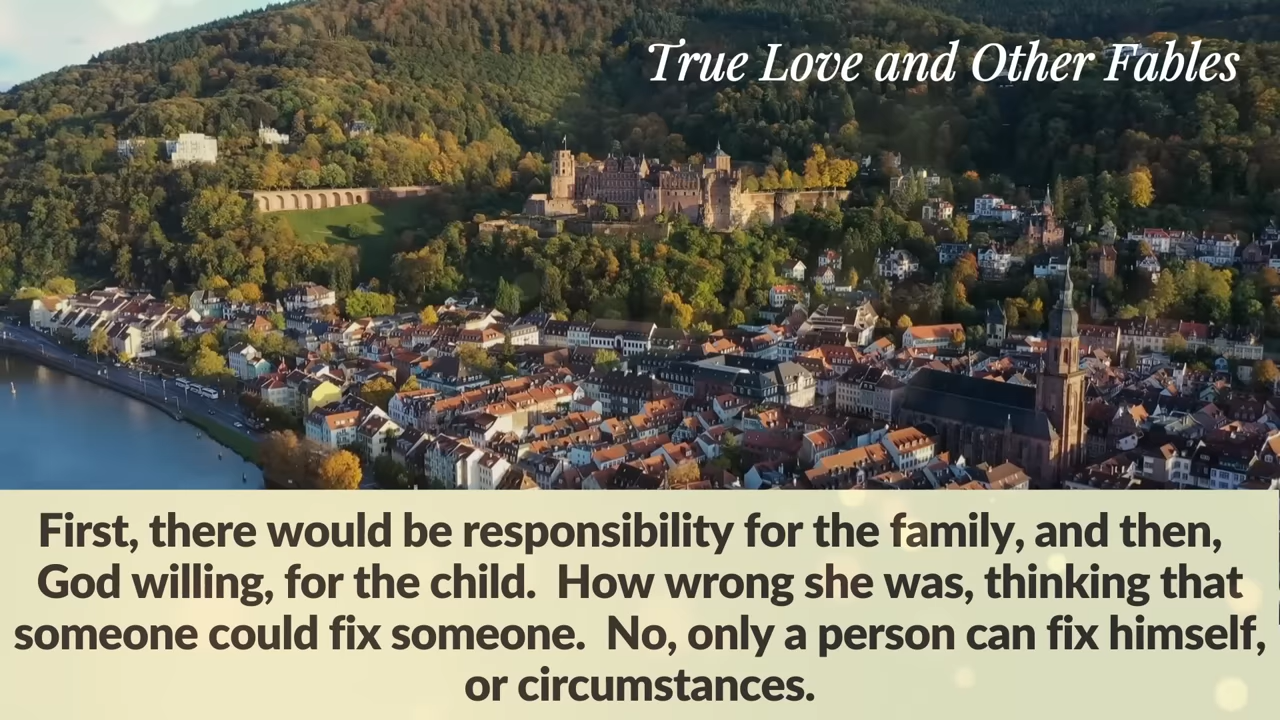 True Love and Other Fables
First, there would be responsibility for the family, and then,
God willing, for the child.  How wrong she was, thinking that
someone could fix someone.  No, only a person can fix himself,
or circumstances.